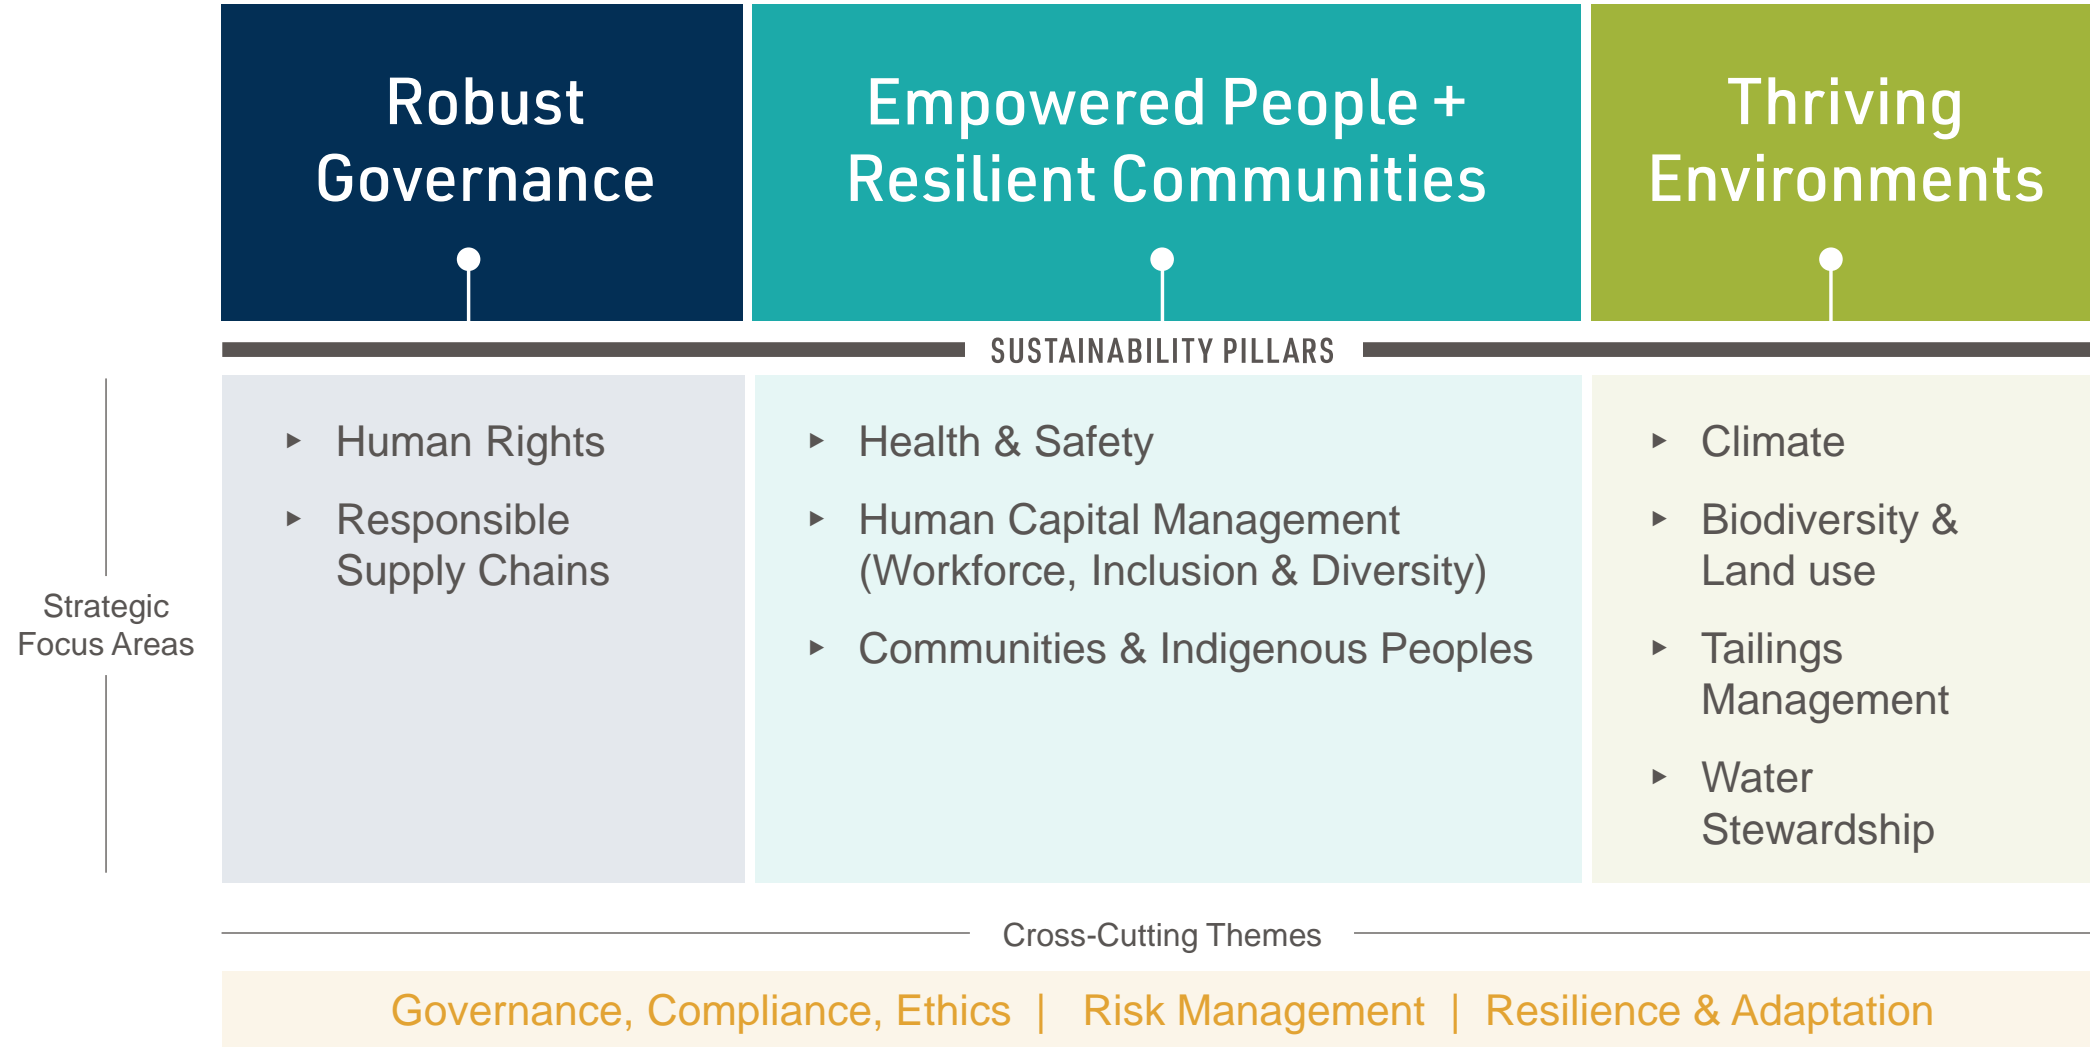 Robust
Governance
Empowered People +
Resilient Communities
Thriving
Environments
SUSTAINABILITY PILLARS
Strategic
Focus Areas
Human Rights
Responsible
Supply Chains
Health & Safety
Human Capital Management
(Workforce, Inclusion & Diversity)
Communities & Indigenous Peoples
Climate
Biodiversity &
Land use
Tailings
Management
Water
Stewardship
Cross-Cutting Themes
Governance, Compliance, Ethics | Risk Management | Resilience & Adaptation